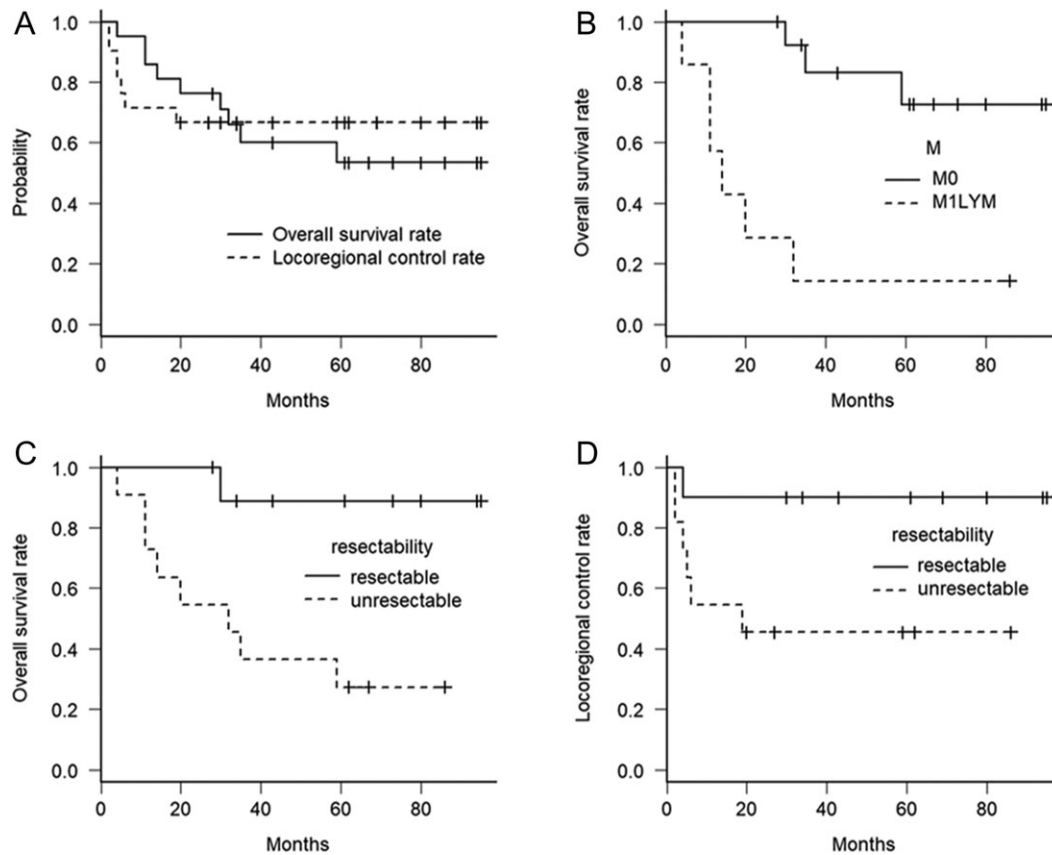 A
Probability
1.0
0.8
0.6
0.4
0.2
0.0
Overall survival rate
Locoregional control rate
0 20 40 60 80
Months
B
Overall survival rate
1.0
0.8
0.6
0.4
0.2
0.0
M
M0
M1LYM
0 20 40 60 80
Months
C
Overall survival rate
1.0
0.8
0.6
0.4
0.2
0.0
resectability
resectable
unresectable
0 20 40 60 80
Months
D
Locoregional control rate
1.0
0.8
0.6
0.4
0.2
0.0
resectability
resectable
unresectable
0 20 40 60 80
Months